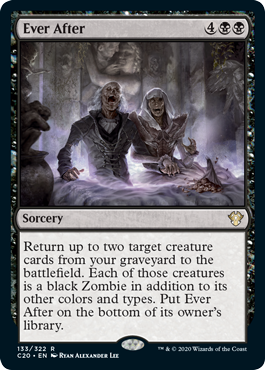 Ever After
4
Sorcery
Return up to two target creature
cards from your graveyard to the
battlefield. Each of those creatures
is a black Zombie in addition to its
other colors and types. Put Ever
After on the bottom of its owner's
library.
133/322 R
C20 • EN Ryan Alexander Lee
™ & © 2020 Wizards of the Coast